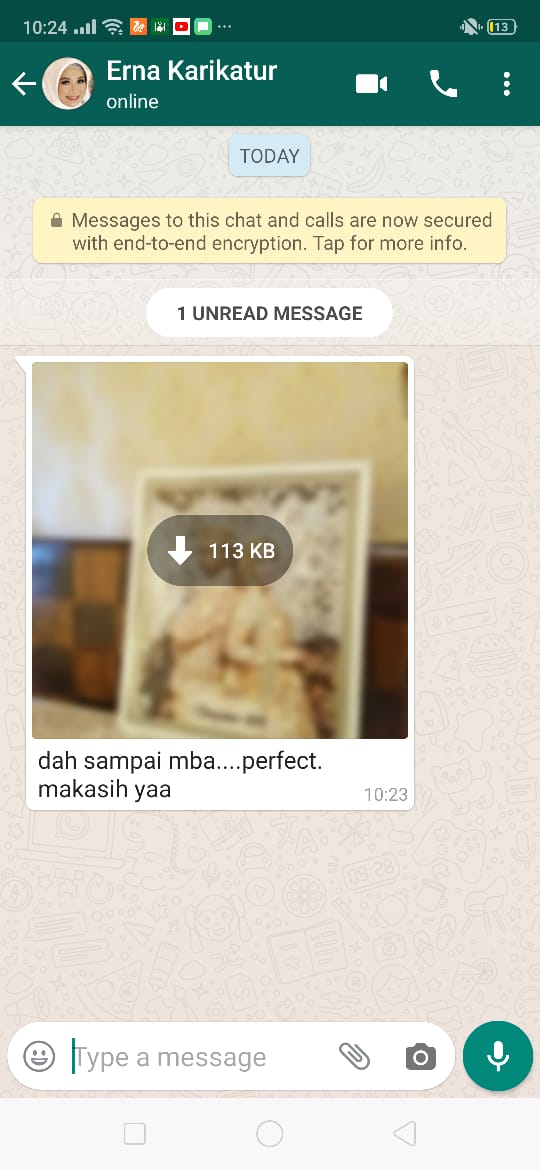 10:24
13
Erna Karikatur
online
TODAY
Messages to this chat and calls are now secured
with end-to-end encryption. Tap for more info.
1 UNREAD MESSAGE
113 KB
dah sampai mba....perfect.
makasih yaa
10:23
Type a message